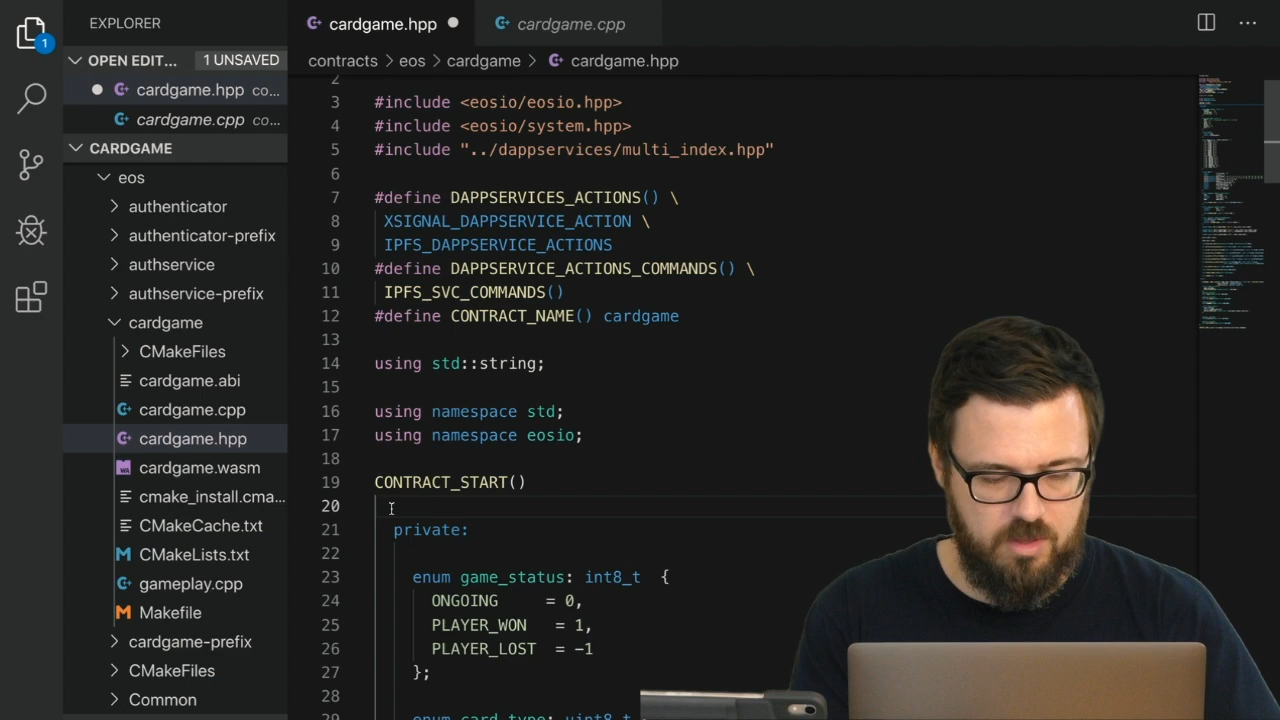 EXPLORER
OPEN EDIT... 1 UNSAVED
cardgame.hpp co...
cardgame.cpp co...
CARDGAME
eos
authenticator
authenticator-prefix
authservice
authservice-prefix
cardgame
CMakeFiles
cardgame.abi
cardgame.cpp
cardgame.hpp
cardgame.wasm
cmake_install.cma...
CMakeCache.txt
CMakeLists.txt
gameplay.cpp
Makefile
cardgame-prefix
CMakeFiles
Common
1
cardgame.hpp cardgame.cpp
contracts > eos > cardgame > cardgame.hpp
2
3 #include <eosio/eosio.hpp>
4 #include <eosio/system.hpp>
5 #include "../dappservices/multi_index.hpp"
6
7 #define DAPPSERVICES_ACTIONS() \
8 XSIGNAL_DAPPSERVICE_ACTION \
9 IPFS_DAPPSERVICE_ACTIONS
10 #define DAPPSERVICE_ACTIONS_COMMANDS() \
11 IPFS_SVC_COMMANDS()
12 #define CONTRACT_NAME() cardgame
13
14 using std::string;
15
16 using namespace std;
17 using namespace eosio;
18
19 CONTRACT_START()
20
21 private:
22
23 enum game_status: int8_t {
24 ONGOING = 0,
25 PLAYER_WON = 1,
26 PLAYER_LOST = -1
27 };
28
29 enum card_type: uint8_t